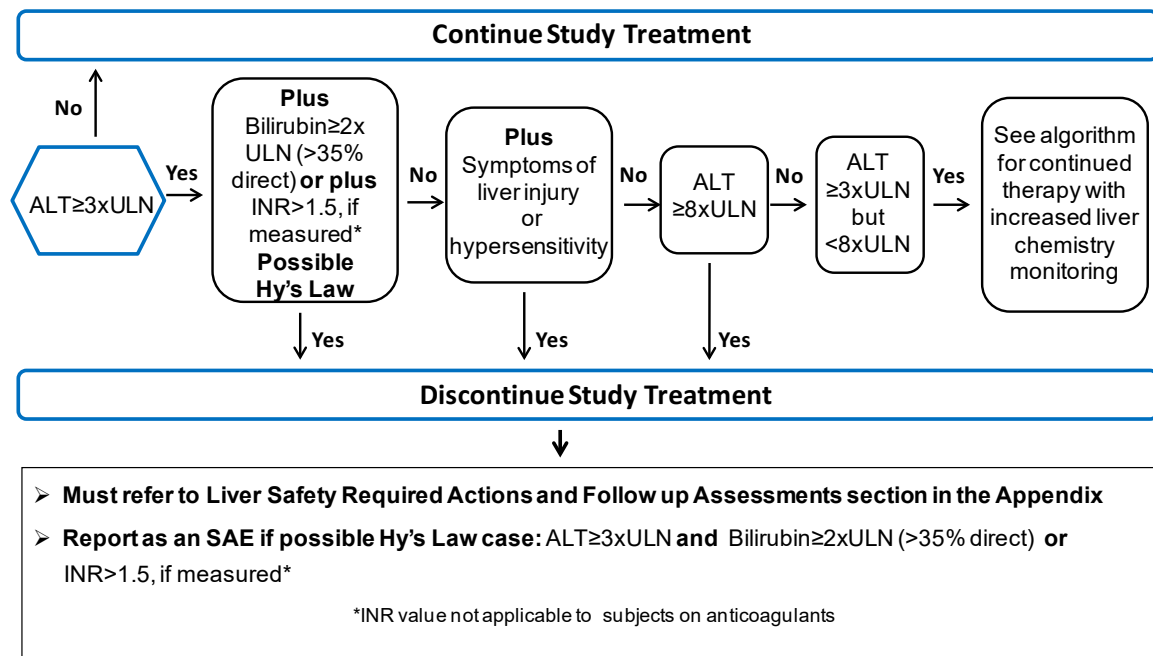 Continue Study Treatment
No
ALT≥3xULN
Yes
Plus
Bilirubin≥2x
ULN (>35%
direct) or plus
INR>1.5, if
measured*
Possible
Hy's Law
No
Yes
Plus
Symptoms of
liver injury
or
hypersensitivity
No
Yes
ALT
≥8xULN
No
Yes
ALT
≥3xULN
but
<8xULN
Yes
See algorithm
for continued
therapy with
increased liver
chemistry
monitoring
Discontinue Study Treatment
➢ Must refer to Liver Safety Required Actions and Follow up Assessments section in the Appendix
➢ Report as an SAE if possible Hy's Law case: ALT≥3xULN and Bilirubin≥2xULN (>35% direct) or
INR>1.5, if measured*
*INR value not applicable to subjects on anticoagulants